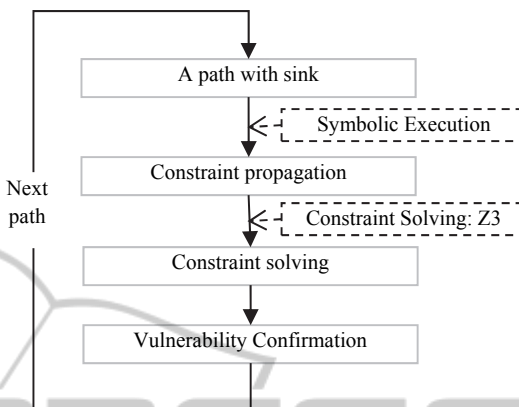 A path with sink
Symbolic Execution
Constraint propagation
Next
path
Constraint Solving: Z3
Constraint solving
Vulnerability Confirmation